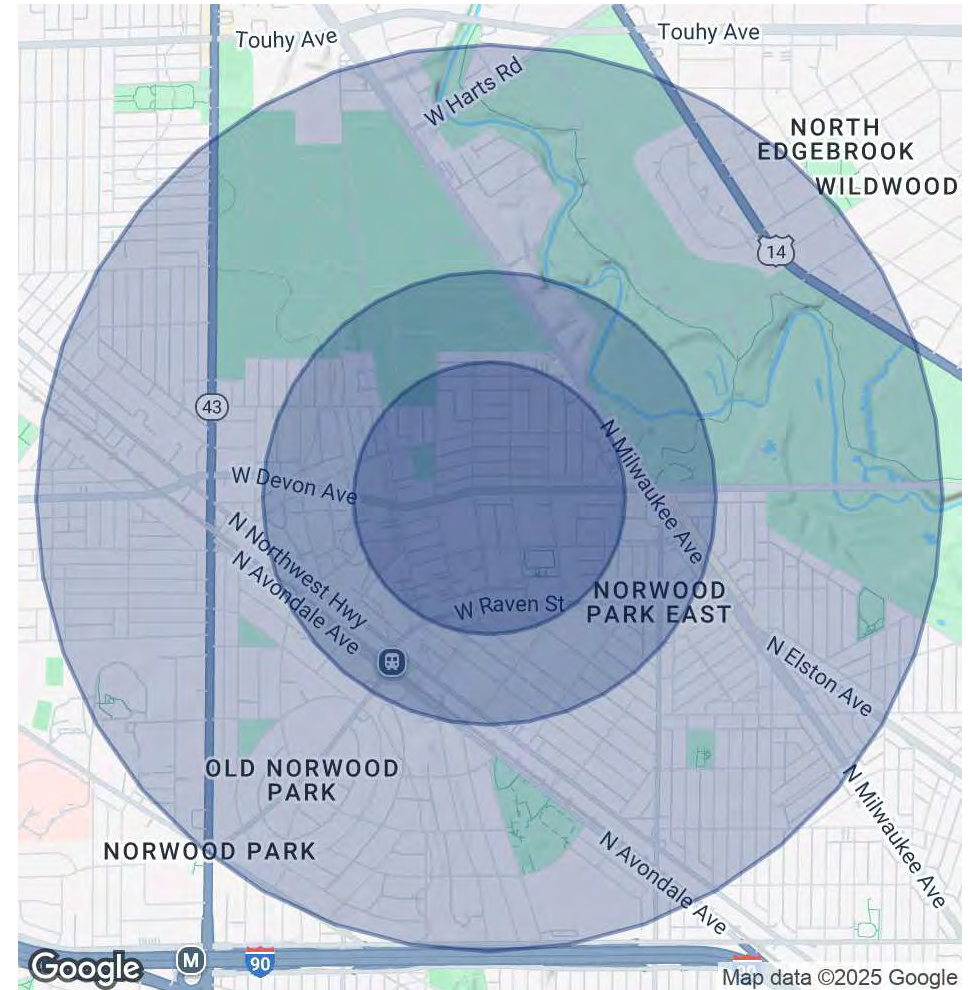 Touhy Ave
Touhy Ave
W Harts Rd
NORTH
EDGEBROOK
WILDWOOD
14
43
N Milwaukee Ave
W Devon Ave
N Northwest Hwy
N Avondale Ave
W Raven St
NORWOOD
PARK EAST
N Elston Ave
OLD NORWOOD
PARK
N Milwaukee Ave
NORWOOD PARK
N Avondale Ave
Google
M
90
Map data ©2025 Google